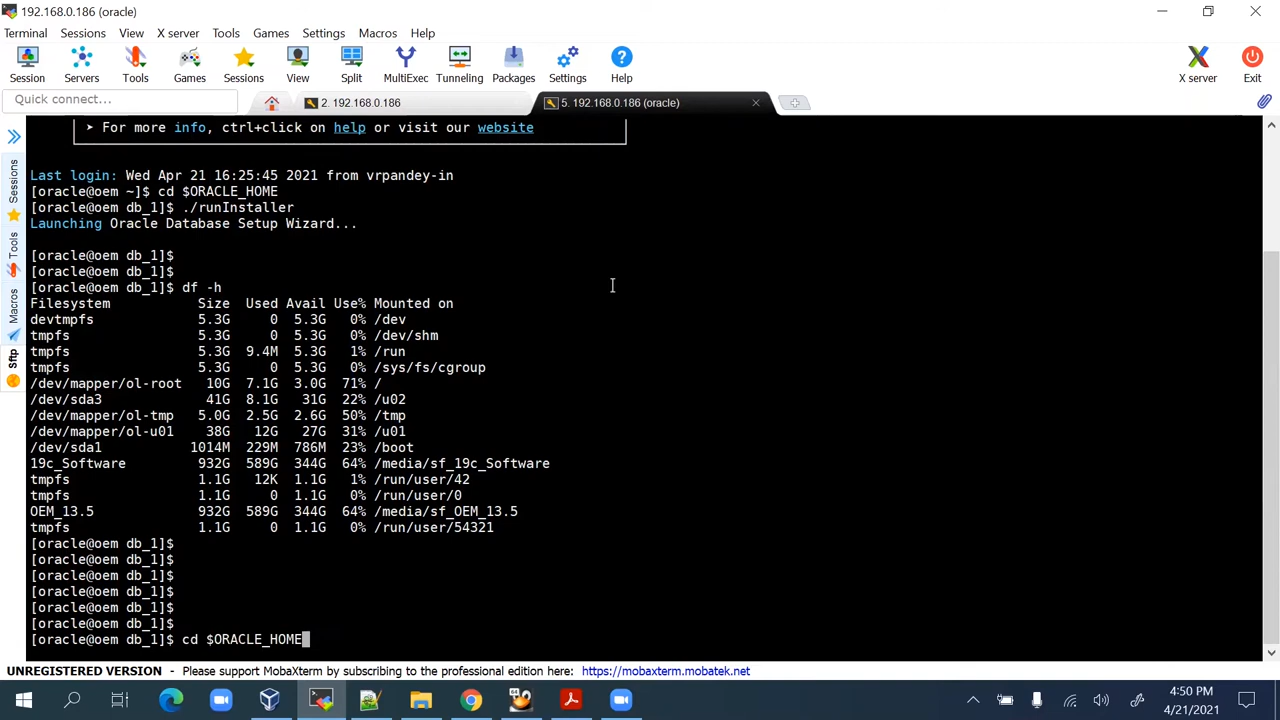 192.168.0.186 (oracle)
Terminal Sessions View X server Tools Games Settings Macros Help
Session Servers Tools Games Sessions View Split MultiExec Tunneling Packages Settings Help X server Exit
Quick connect... 2. 192.168.0.186 5. 192.168.0.186 (oracle)
➤ For more info, ctrl+click on help or visit our website
Last login: Wed Apr 21 16:25:45 2021 from vrpandey-in
[oracle@oem ~]$ cd $ORACLE_HOME
[oracle@oem db_1]$ ./runInstaller
Launching Oracle Database Setup Wizard...
[oracle@oem db_1]$
[oracle@oem db_1]$
[oracle@oem db_1]$ df -h
Filesystem Size Used Avail Use% Mounted on
devtmpfs 5.3G 0 5.3G 0% /dev
tmpfs 5.3G 0 5.3G 0% /dev/shm
tmpfs 5.3G 9.4M 5.3G 1% /run
tmpfs 5.3G 0 5.3G 0% /sys/fs/cgroup
/dev/mapper/ol-root 10G 7.1G 3.0G 71% /
/dev/sda3 41G 8.1G 31G 22% /u02
/dev/mapper/ol-tmp 5.0G 2.5G 2.6G 50% /tmp
/dev/mapper/ol-u01 38G 12G 27G 31% /u01
/dev/sda1 1014M 229M 786M 23% /boot
19c_Software 932G 589G 344G 64% /media/sf_19c_Software
tmpfs 1.1G 12K 1.1G 1% /run/user/42
tmpfs 1.1G 0 1.1G 0% /run/user/0
OEM_13.5 932G 589G 344G 64% /media/sf_OEM_13.5
tmpfs 1.1G 0 1.1G 0% /run/user/54321
[oracle@oem db_1]$
[oracle@oem db_1]$
[oracle@oem db_1]$
[oracle@oem db_1]$
[oracle@oem db_1]$
[oracle@oem db_1]$
[oracle@oem db_1]$ cd $ORACLE_HOME
Sessions
Tools
Macros
Sftp
UNREGISTERED VERSION - Please support MobaXterm by subscribing to the professional edition here: https://mobaxterm.mobatek.net
4:50 PM
4/21/2021